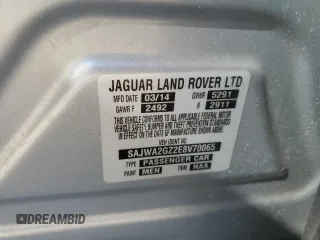 JAGUAR LAND ROVER LTD
MFD DATE 03/14 GVWR 5291
GAWR F 2492 R 2911
THIS VEHICLE CONFORMS TO ALL APPLICABLE FEDERAL MOTOR
VEHICLE SAFETY, BUMPER AND THEFT PREVENTION STANDARDS
IN EFFECT ON THE DATE OF MANUFACTURE SHOWN ABOVE.
VEH IDENT NO
SAJWA2GZ2E8V70065
TYPE PASSENGER CAR
PAINT MEN TRIM NAA
DREAMBID